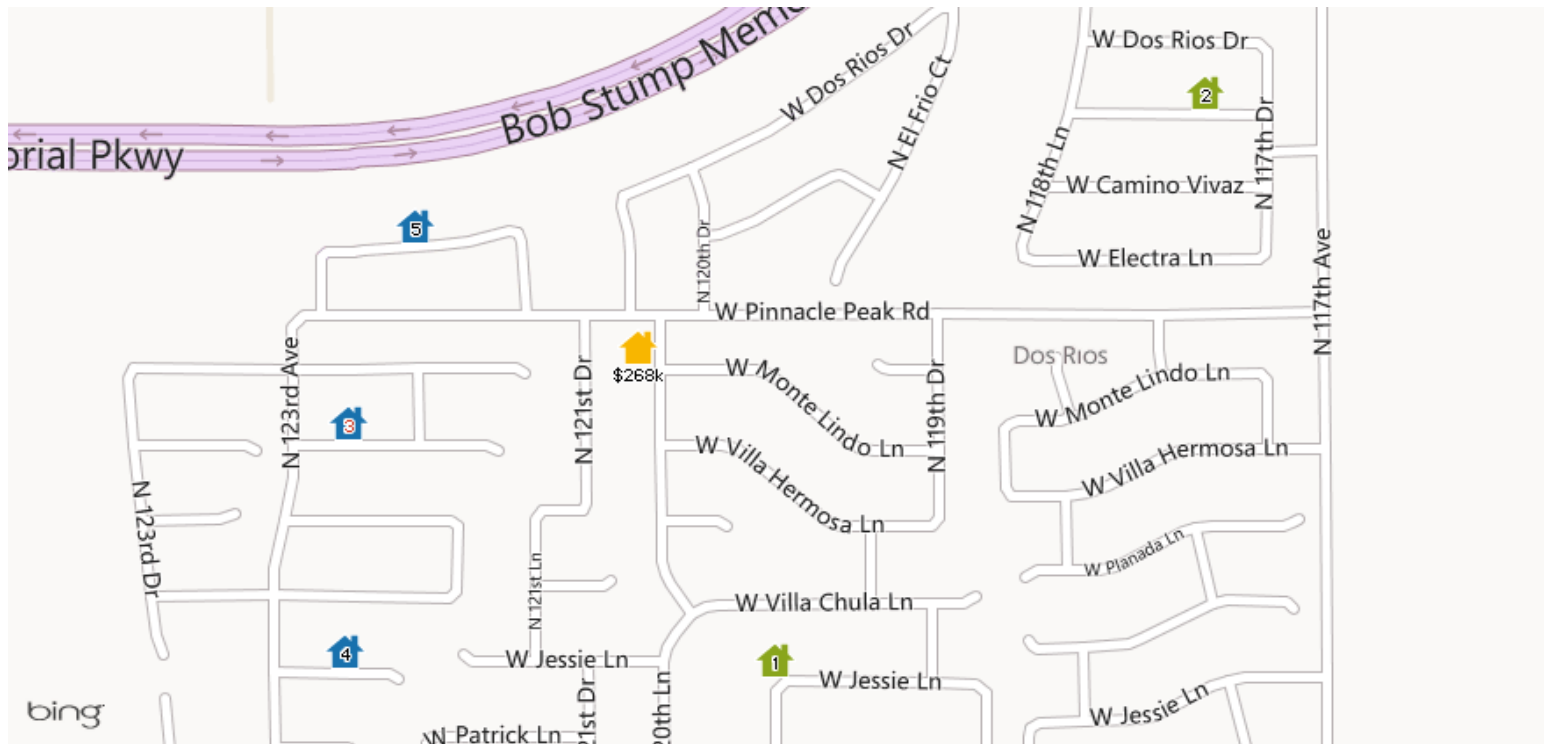 Bob Stump Memo
orial Pkwy
W Dos Rios Dr
N El Frio Ct
W Dos Rios Dr
2
N 118th Ln
N 117th Dr
W Camino Vivaz
W Electra Ln
N 117th Ave
5
N 120th Dr
W Pinnacle Peak Rd
$268k
Dos Rios
N 123rd Ave
N 121st Dr
W Monte Lindo Ln
N 119th Dr
W Monte Lindo Ln
3
W Villa Hermosa Ln
W Villa Hermosa Ln
N 123rd Dr
N 121st Ln
W Planada Ln
W Villa Chula Ln
4
W Jessie Ln
1
W Jessie Ln
W Jessie Ln
bing
N Patrick Ln
21st Dr
20th Ln